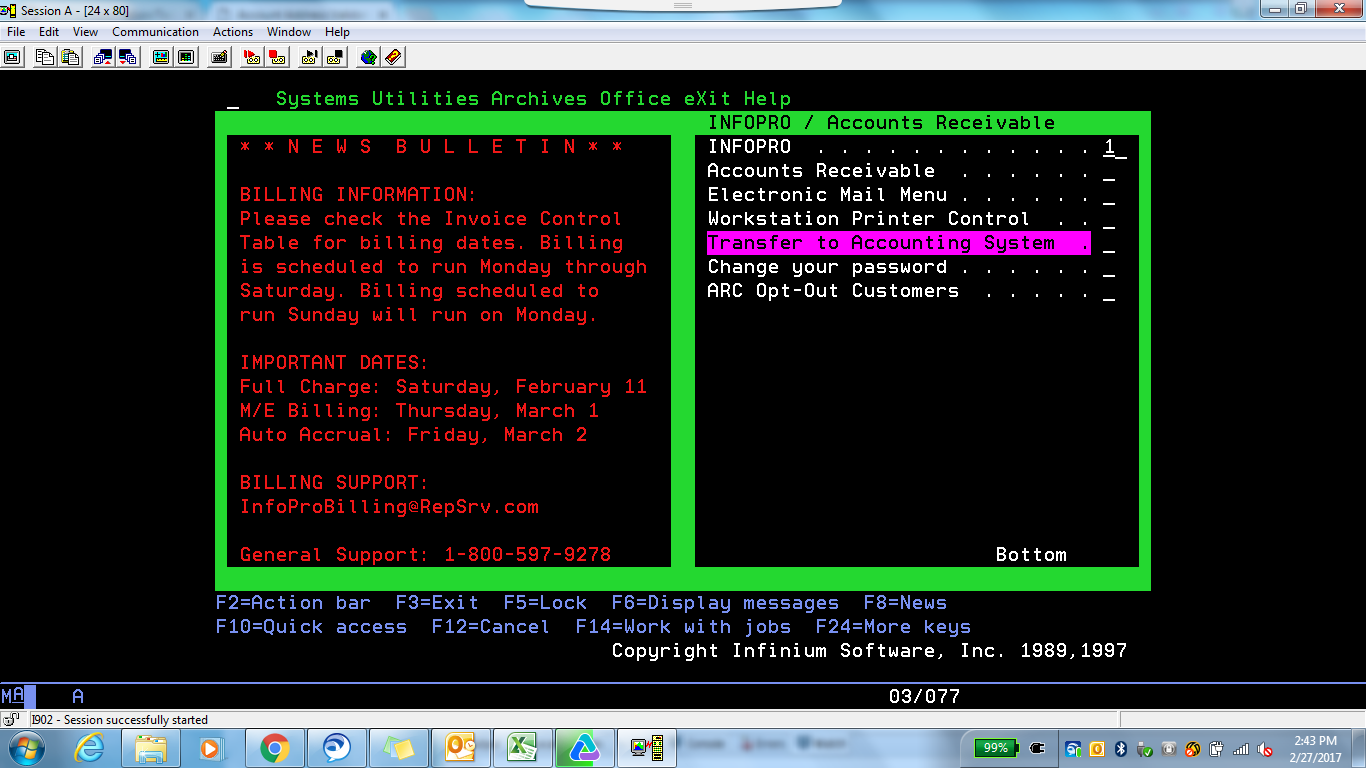 Session A - [24 x 80]
File Edit View Communication Actions Window Help
_ Systems Utilities Archives Office eXit Help
INFOPRO / Accounts Receivable
* * N E W S B U L L E T I N * *
BILLING INFORMATION:
Please check the Invoice Control
Table for billing dates. Billing
is scheduled to run Monday through
Saturday. Billing scheduled to
run Sunday will run on Monday.
IMPORTANT DATES:
Full Charge: Saturday, February 11
M/E Billing: Thursday, March 1
Auto Accrual: Friday, March 2
BILLING SUPPORT:
InfoProBilling@RepSrv.com
General Support: 1-800-597-9278
INFOPRO . . . . . . . . . . . . 1_
Accounts Receivable . . . . . . _
Electronic Mail Menu . . . . . . _
Workstation Printer Control . . _
Transfer to Accounting System . _
Change your password . . . . . . _
ARC Opt-Out Customers . . . . . _
Bottom
F2=Action bar F3=Exit F5=Lock F6=Display messages F8=News
F10=Quick access F12=Cancel F14=Work with jobs F24=More keys
Copyright Infinium Software, Inc. 1989,1997
MA A 03/077
I902 - Session successfully started
99%
2:43 PM
2/27/2017